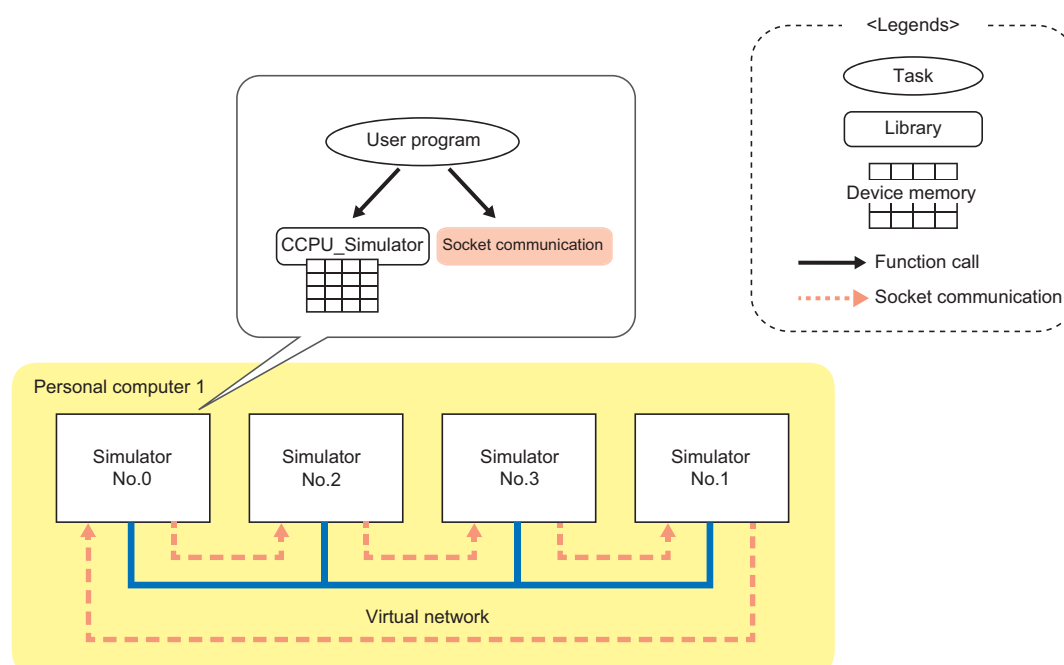 <Legends>
Task
Library
Device memory
Function call
Socket communication
User program
CCPU_Simulator
Socket communication
Personal computer 1
Simulator
No.0
Simulator
No.2
Simulator
No.3
Simulator
No.1
Virtual network